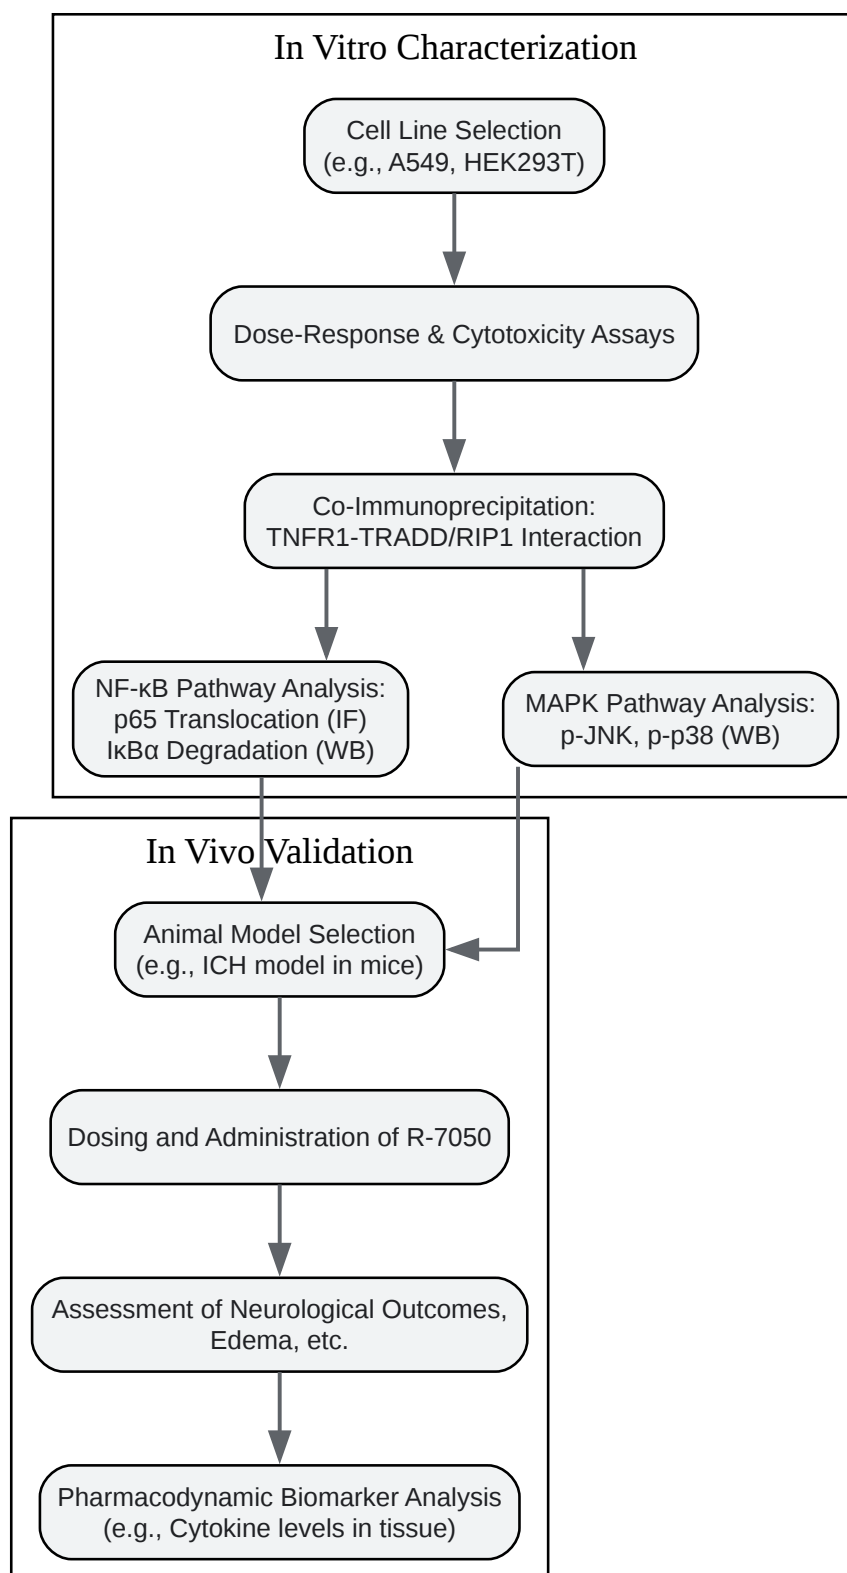 In Vitro Characterization
Cell Line Selection
(e.g., A549, HEK293T)
Dose-Response & Cytotoxicity Assays
Co-Immunoprecipitation:
TNFR1-TRADD/RIP1 Interaction
NF-κB Pathway Analysis:
p65 Translocation (IF)
IκBα Degradation (WB)
MAPK Pathway Analysis:
p-JNK, p-p38 (WB)
In Vivo Validation
Animal Model Selection
(e.g., ICH model in mice)
Dosing and Administration of R-7050
Assessment of Neurological Outcomes,
Edema, etc.
Pharmacodynamic Biomarker Analysis
(e.g., Cytokine levels in tissue)